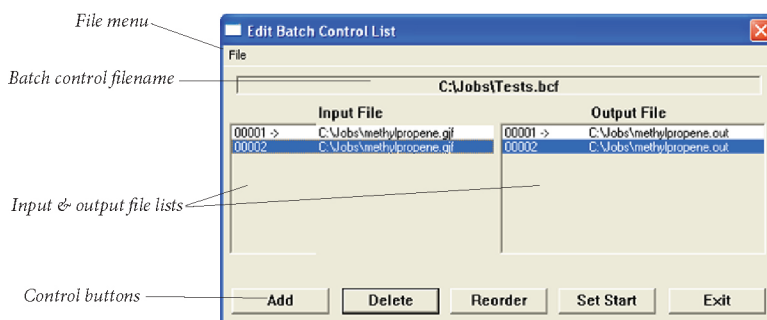 File menu
Edit Batch Control List
File
Batch control filename
C:\Jobs\Tests.bcf
Input File
Output File
00001 -> C:\Jobs\methylpropene.gjf
00001 -> C:\Jobs\methylpropene.out
00002 C:\Jobs\methylpropene.gjf
00002 C:\Jobs\methylpropene.out
Input & output file lists
Control buttons
Add
Delete
Reorder
Set Start
Exit